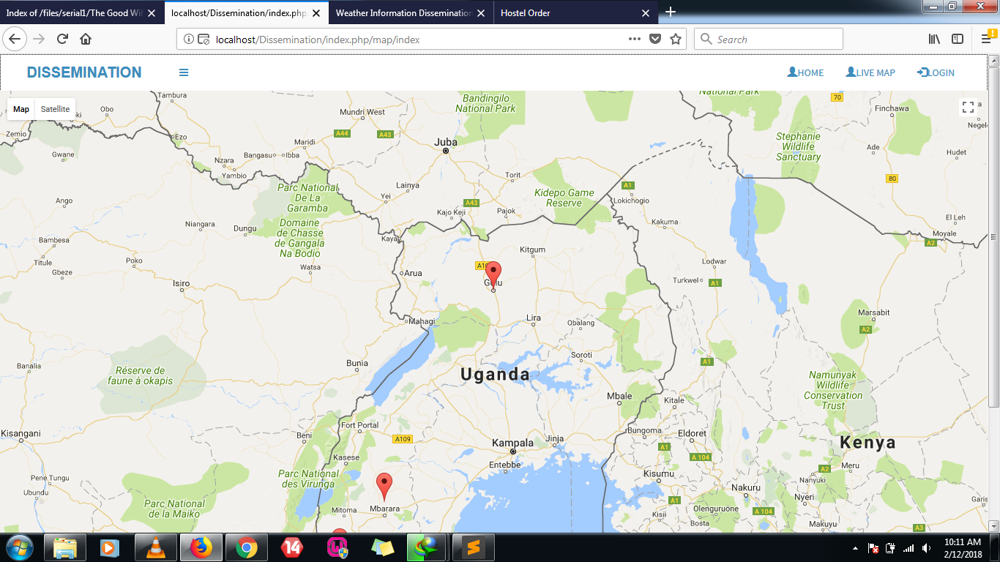 Index of /files/serial1/The Good Wi
localhost/Dissemination/index.php
Weather Information Dissemination
Hostel Order
localhost/Dissemination/index.php/map/index
Search
DISSEMINATION
HOME
LIVE MAP
LOGIN
Map
Satellite
Tambura
Obo
Zemio
Ezo
Gwane
Mundri West
A44
A43
Maridi
Bangasu
Ibba
Nzara
Yambio
Bandingilo
National Park
Juba
National Park
70
Finchawa
Negele
Stephanie
Wildlife
Sanctuary
Ade
Hudet
80
Lainya
Yei
Torit
A43
Kajo Keji
Pajok
Kidepo Game
Reserve
A1
Lokichogio
Kakuma
Parc National
De La
Garamba
Domaine
de Chasse
de Gangala
Na Bodio
Ango
Niangara
Dungu
Kaya
El Leh
Moyale
A2
Bambesa
Titule
Gbeze
Poko
Isiro
Watsa
Arua
Kitgum
Gulu
Lodwar
Turkwel
A1
Marsabit
A2
Mahagi
Lira
Obalang
Soroti
Banalia
Réserve de
faune à okapis
Bunia
Uganda
A1
Namunyak
Wildlife
Conservation
Trust
Mbale
Kitale
Kisangani
Beni
Fort Portal
A109
Kampala
Jinja
Entebbe
Bungoma
Eldoret
A1
A 104
Kenya
Kasese
Parc National
des Virunga
Pene Tungu
Ubundu
Parc National
de la Maiko
Mitoma
Mbarara
Kisumu
A1
Kisii
Olenguruone
Bosta
Nakuru
A 104
A2
Meru
Nanyuki
Nyeri
Makuyu
A3
Garis
14
10:11 AM
2/12/2018